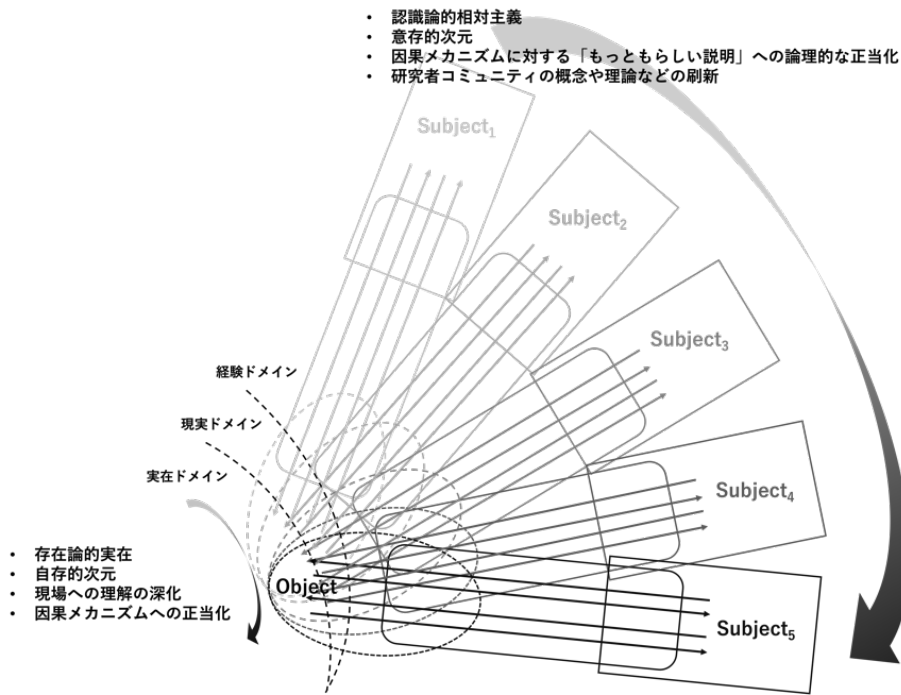 • 認識論的相対主義
• 意存的次元
• 因果メカニズムに対する「もっともらしい説明」への論理的な正当化
• 研究者コミュニティの概念や理論などの刷新
Subject₁
Subject₂
Subject₃
経験ドメイン
現実ドメイン
実在ドメイン
Subject₄
• 存在論的実在
• 自存的次元
• 現場への理解の深化
• 因果メカニズムへの正当化
Object
Subject₅